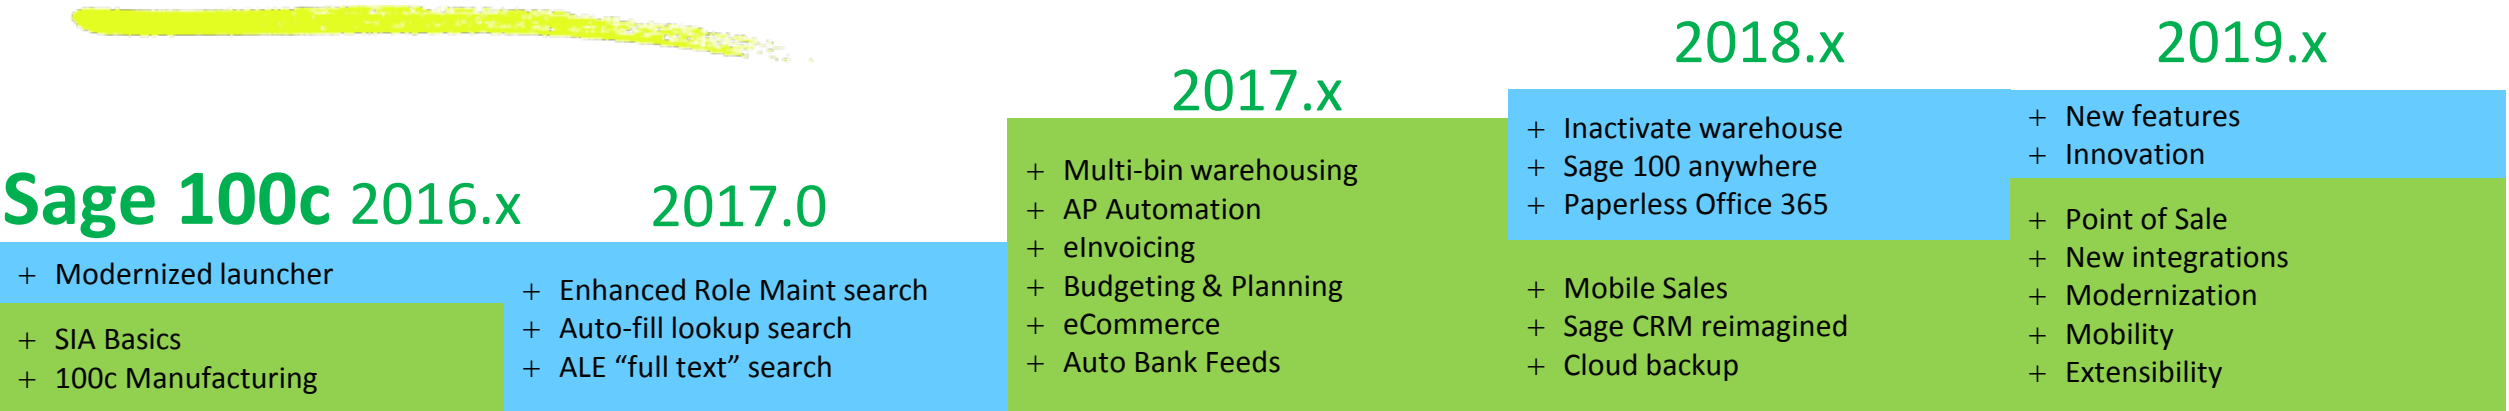 Sage 100c 2016.x
+ Modernized launcher
+ SIA Basics
+ 100c Manufacturing
2017.0
+ Enhanced Role Maint search
+ Auto-fill lookup search
+ ALE “full text” search
2017.x
+ Multi-bin warehousing
+ AP Automation
+ eInvoicing
+ Budgeting & Planning
+ eCommerce
+ Auto Bank Feeds
2018.x
+ Inactivate warehouse
+ Sage 100 anywhere
+ Paperless Office 365
+ Mobile Sales
+ Sage CRM reimagined
+ Cloud backup
2019.x
+ New features
+ Innovation
+ Point of Sale
+ New integrations
+ Modernization
+ Mobility
+ Extensibility